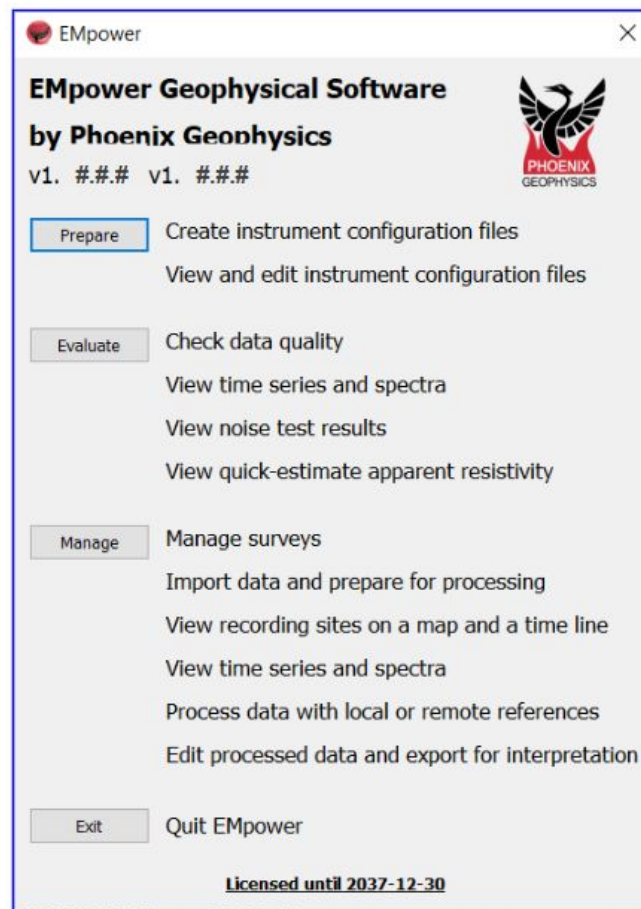 EMpower
EMpower Geophysical Software
by Phoenix Geophysics
v1. #.#.# v1. #.#.#
PHOENIX
GEOPHYSICS
Prepare Create instrument configuration files
View and edit instrument configuration files
Evaluate Check data quality
View time series and spectra
View noise test results
View quick-estimate apparent resistivity
Manage Manage surveys
Import data and prepare for processing
View recording sites on a map and a time line
View time series and spectra
Process data with local or remote references
Edit processed data and export for interpretation
Exit Quit EMpower
Licensed until 2037-12-30